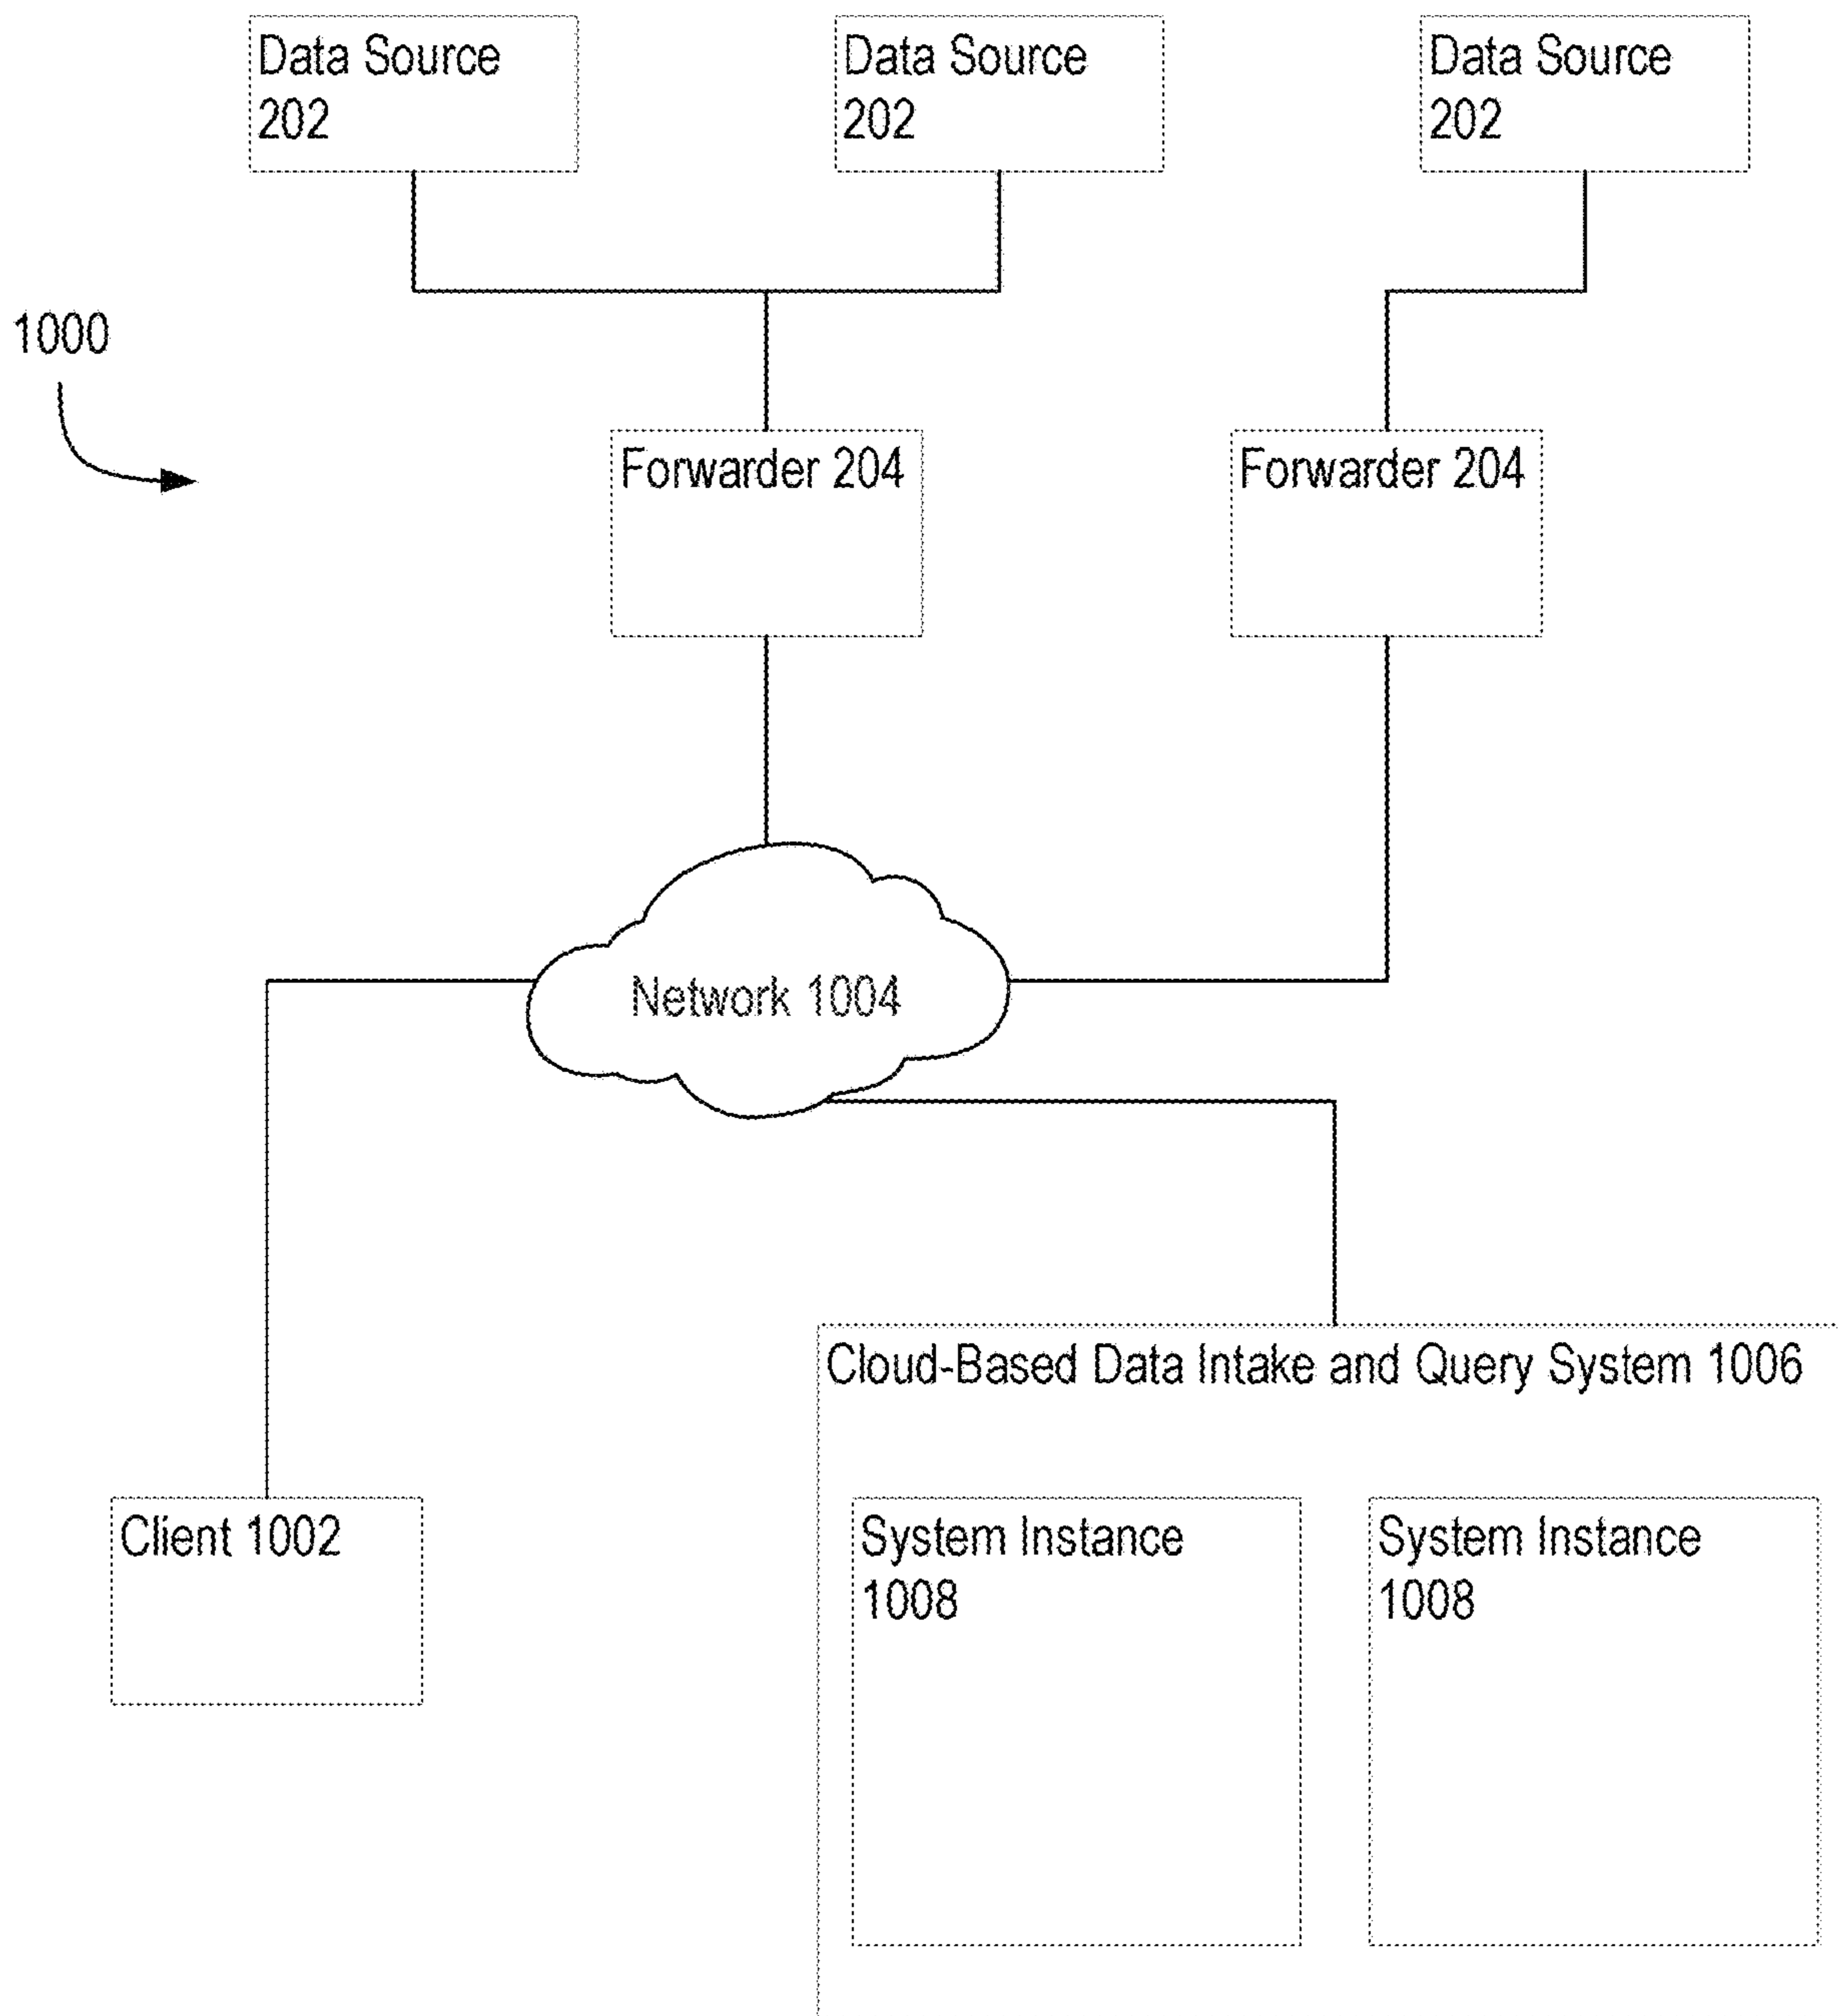 Data Source
202
Data Source
202
Data Source
202
1000
Forwarder 204
Forwarder 204
Network 1004
Cloud-Based Data Intake and Query System 1006
Client 1002
System Instance
1008
System Instance
1008